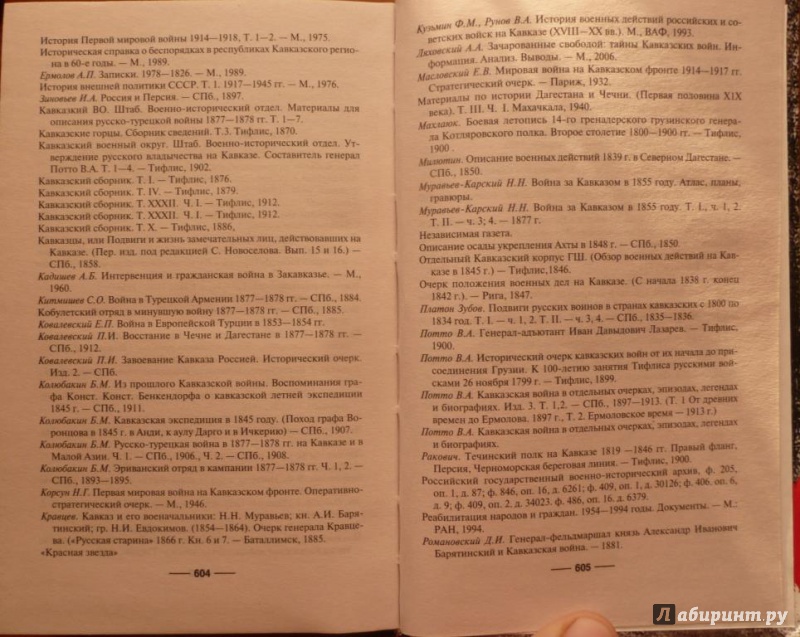 История Первой мировой войны 1914—1918, Т. 1—2. — М., 1975.
Историческая справка о беспорядках в республиках Кавказского регио-
на в 60-е годы. — М., 1989.
Ермолов А.П. Записки. 1978—1826. — М., 1989.
История внешней политики СССР. Т. 1. 1917—1945 гг. — М., 1976.
Зиновьев И.А. Россия и Персия. — СПб., 1897.
Кавказкий ВО. Штаб. Военно-исторический отдел. Материалы для
описания русско-турецкой войны 1877—1878 гг. Т. 1—7.
Кавказские горцы. Сборник сведений. Т.3. Тифлис, 1870.
Кавказский военный округ. Штаб. Военно-исторический отдел. Ут-
верждение русского владычества на Кавказе. Составитель генерал
Потто В.А. Т. 1—4. — Тифлис, 1902.
Кавказский сборник. Т. I. — Тифлис, 1876.
Кавказский сборник. Т. IV. — Тифлис, 1879.
Кавказский сборник. Т. XXXII. Ч. I. — Тифлис, 1912.
Кавказский сборник. Т. XXXII. Ч. I. — Тифлис, 1912.
Кавказский сборник. Т. X. — Тифлис, 1886,
Кавказцы, или Подвиги и жизнь замечательных лиц, действовавших на
Кавказе. (Пер. изд. под редакцией С. Новоселова. Вып. 15 и 16.) —
СПб., 1858.
Кадишев А.Б. Интервенция и гражданская война в Закавказье. — М.,
1960.
Китмишев С.О. Война в Турецкой Армении 1877—1878 гг. — СПб., 1884.
Кобулетский отряд в минувшую войну 1877—1878 гг. — СПб., 1885.
Ковалевский Е.П. Война в Европейской Турции в 1853—1854 гг.
Ковалевский П.И. Восстание в Чечне и Дагестане в 1877—1878 гг. —
СПб., 1912.
Ковалевский П.И. Завоевание Кавказа Россией. Исторический очерк.
Изд. 2. — СПб.
Колюбакин Б.М. Из прошлого Кавказской войны. Воспоминания гра-
фа Конст. Конст. Бенкендорфа о кавказской летней экспедиции
1845 г. — СПб., 1911.
Колюбакин Б.М. Кавказская экспедиция в 1845 году. (Поход графа Во-
ронцова в 1845 г. в Анди, к аулу Дарго и в Ичкерию) — СПб., 1907.
Колюбакин Б.М. Русско-турецкая война в 1877—1878 гг. на Кавказе и в
Малой Азии. Ч. 1. — СПб., 1906., Ч. 2. — СПб., 1908.
Колюбакин Б.М. Эриванский отряд в кампании 1877—1878 гг. Ч. 1, 2. —
СПб., 1893—1895.
Корсун Н.Г. Первая мировая война на Кавказском фронте. Оперативно-
стратегический очерк. — М., 1946.
Кравцев. Кавказ и его военачальники: Н.Н. Муравьев; кн. А.И. Баря-
тинский; гр. Н.И. Евдокимов. (1854—1864). Очерк генерала Кравце-
ва. («Русская старина» 1866 г. Кн. 6 и 7. — Баталлимск, 1885.
«Красная звезда»
— 604 —
Кузьмин Ф.М., Рунов В.А. История военных действий российских и со-
ветских войск на Кавказе (XVIII—XX вв.). — М., ВАФ, 1993.
Ляховский А.А. Зачарованные свободой: тайны Кавказских войн. Ин-
формация. Анализ. Выводы. — М., 2006.
Масловский Е.В. Мировая война на Кавказском фронте 1914—1917 гг.
Стратегический очерк. — Париж, 1932.
Материалы по истории Дагестана и Чечни. (Первая половина XIX
века). Т. III. Ч. I. Махачкала, 1940.
Махлаюк. Боевая летопись 14-го гренадерского грузинского генера-
ла Котляровского полка. Второе столетие 1800—1900 гг. — Тифлис,
1900 .
Милютин. Описание военных действий 1839 г. в Северном Дагестане. —
СПб., 1850.
Муравьев-Карский Н.Н. Война за Кавказом в 1855 году. Атлас, планы,
гравюры.
Муравьев-Карский Н.Н. Война за Кавказом в 1855 году. Т. 1., ч 1, 2.
Т. II. — ч. 3; 4. — 1877 г.
Независимая газета.
Описание осады укрепления Ахты в 1848 г. — СПб., 1850.
Отдельный Кавказский корпус ГШ. (Обзор военных действий на Кав-
казе в 1845 г.) — Тифлис,1846.
Очерк положения военных дел на Кавказе. (С начала 1838 г. конец
1842 г.). — Рига, 1847.
Платон Зубов. Подвиги русских воинов в странах кавказских с 1800 по
1834 год. Т. I. — ч. 1, 2. Т. II. — ч. 3, 4. — СПб., 1835—1836.
Потто В.А. Генерал-адъютант Иван Давыдович Лазарев. — Тифлис,
1900.
Потто В.А. Исторический очерк кавказских войн от их начала до при-
соединения Грузии. К 100-летию занятия Тифлиса русскими вой-
сками 26 ноября 1799 г. — Тифлис, 1899.
Потто В.А. Кавказская война в отдельных очерках, эпизодах, легендах
и биографиях. Изд. 3. Т. 1,2. — СПб., 1897—1913. (Т. 1 От древних
времен до Ермолова. 1897 г., Т. 2. Ермоловское время — 1913 г.)
Потто В.А. Кавказская война в отдельных очерках, эпизодах, легендах
и биографиях.
Ракович. Течинский полк на Кавказе 1819 —1846 гг. Правый фланг,
Персия, Черноморская береговая линия. — Тифлис, 1900.
Российский государственный военно-исторический архив, ф. 205,
оп. 1, д. 87; ф. 846, оп. 16, д. 6261; ф. 409, оп. 1, д. 30126; ф. 406, оп. 6,
д. 9; ф. 409, оп. 2, д. 34023. ф. 486, оп. 16. д. 6379.
Реабилитация народов и граждан. 1954—1994 годы. Документы. — М.:
РАН, 1994.
Романовский Д.И. Генерал-фельдмаршал князь Александр Иванович
Барятинский и Кавказская война. — 1881.
— 605 —
Лабиринт.ру